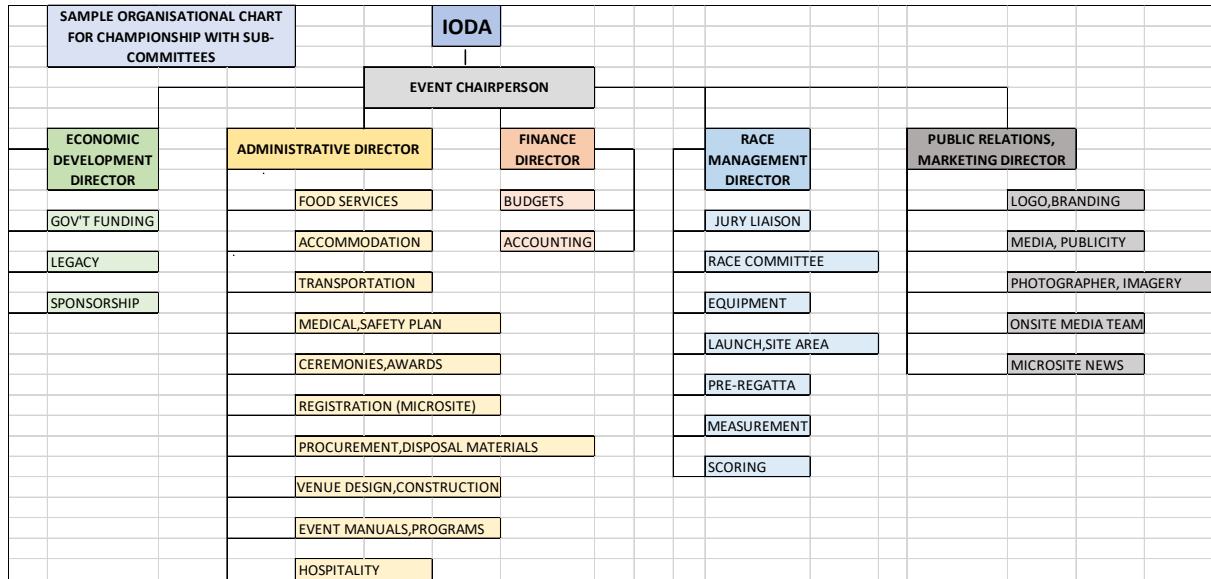 SAMPLE ORGANISATIONAL CHART
FOR CHAMPIONSHIP WITH SUB-
COMMITTEES
IODA
EVENT CHAIRPERSON
ECONOMIC
DEVELOPMENT
DIRECTOR
GOV'T FUNDING
LEGACY
SPONSORSHIP
ADMINISTRATIVE DIRECTOR
FOOD SERVICES
ACCOMMODATION
TRANSPORTATION
MEDICAL,SAFETY PLAN
CEREMONIES,AWARDS
REGISTRATION (MICROSITE)
PROCUREMENT,DISPOSAL MATERIALS
VENUE DESIGN,CONSTRUCTION
EVENT MANUALS,PROGRAMS
HOSPITALITY
FINANCE
DIRECTOR
BUDGETS
ACCOUNTING
RACE
MANAGEMENT
DIRECTOR
JURY LIAISON
RACE COMMITTEE
EQUIPMENT
LAUNCH,SITE AREA
PRE-REGATTA
MEASUREMENT
SCORING
PUBLIC RELATIONS,
MARKETING DIRECTOR
LOGO,BRANDING
MEDIA, PUBLICITY
PHOTOGRAPHER, IMAGERY
ONSITE MEDIA TEAM
MICROSITE NEWS